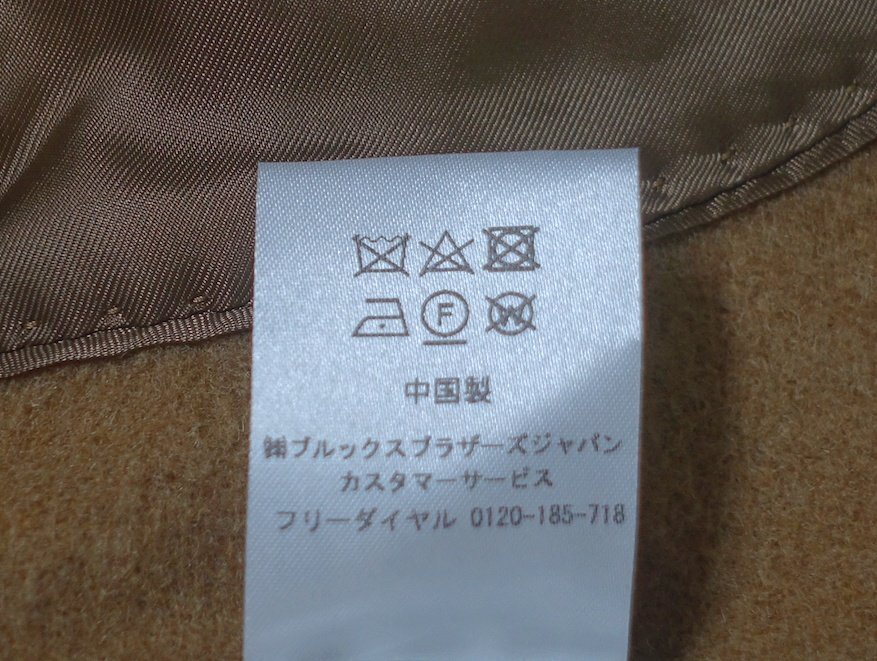 F W
中国製
㈱ブルックスブラザーズジャパン
カスタマーサービス
フリーダイヤル 0120-185-718